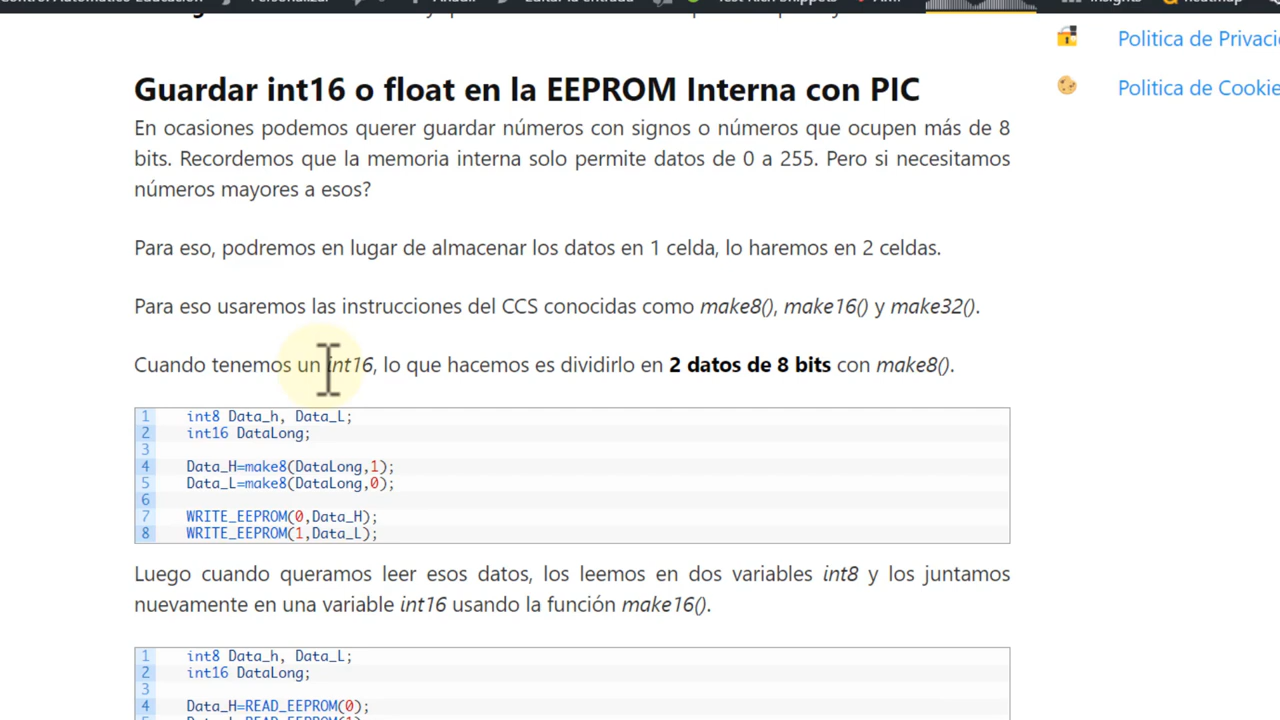 Guardar int16 o float en la EEPROM Interna con PIC
En ocasiones podemos querer guardar números con signos o números que ocupen más de 8
bits. Recordemos que la memoria interna solo permite datos de 0 a 255. Pero si necesitamos
números mayores a esos?
Para eso, podremos en lugar de almacenar los datos en 1 celda, lo haremos en 2 celdas.
Para eso usaremos las instrucciones del CCS conocidas como make8(), make16() y make32().
Cuando tenemos un int16, lo que hacemos es dividirlo en 2 datos de 8 bits con make8().
1 int8 Data_h, Data_L;
2 int16 DataLong;
3
4 Data_H=make8(DataLong,1);
5 Data_L=make8(DataLong,0);
6
7 WRITE_EEPROM(0,Data_H);
8 WRITE_EEPROM(1,Data_L);
Luego cuando queramos leer esos datos, los leemos en dos variables int8 y los juntamos
nuevamente en una variable int16 usando la función make16().
1 int8 Data_h, Data_L;
2 int16 DataLong;
3
4 Data_H=READ_EEPROM(0);
Politica de Privaci
Politica de Cookie